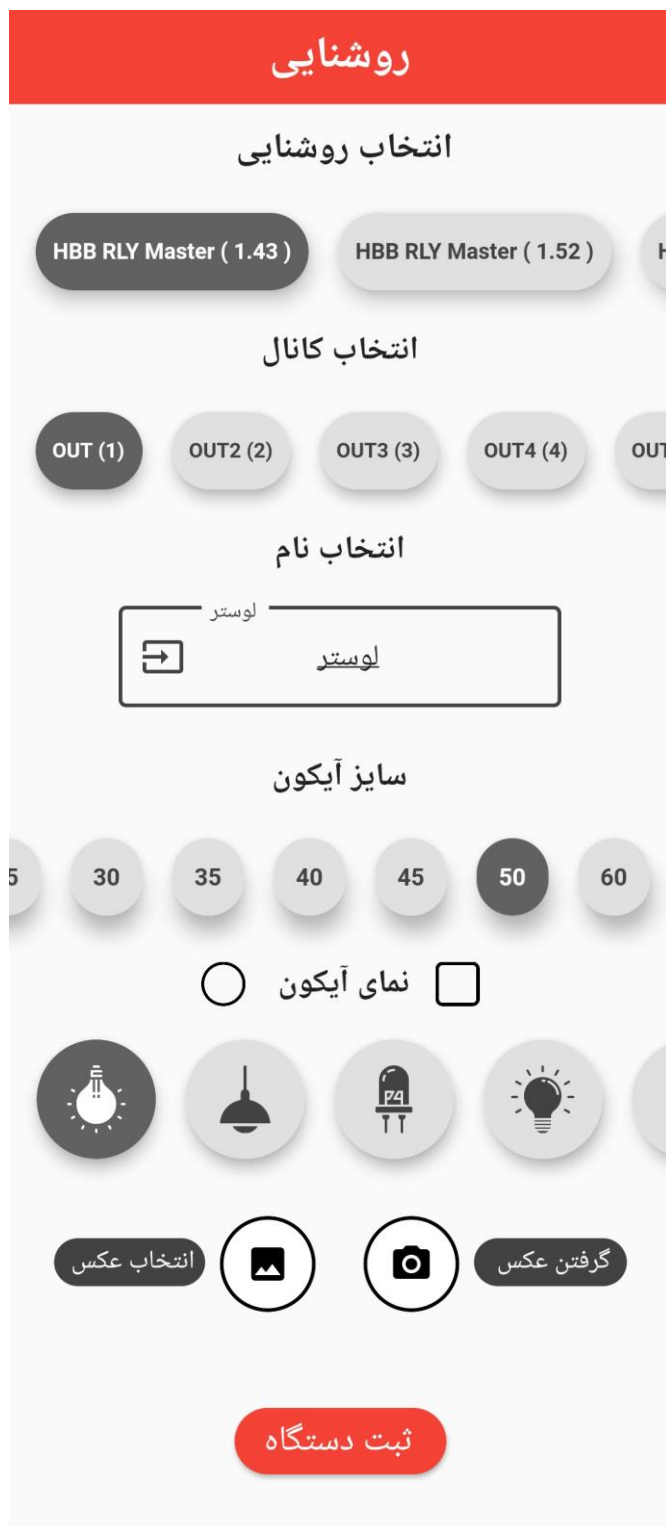 روشنایی
انتخاب روشنایی
HBB RLY Master ( 1.43 ) HBB RLY Master ( 1.52 ) H
انتخاب کانال
OUT (1) OUT2 (2) OUT3 (3) OUT4 (4) OUT
انتخاب نام
لوستر
لوستر
سایز آیکون
5 30 35 40 45 50 60
نمای آیکون
گرفتن عکس انتخاب عکس
ثبت دستگاه